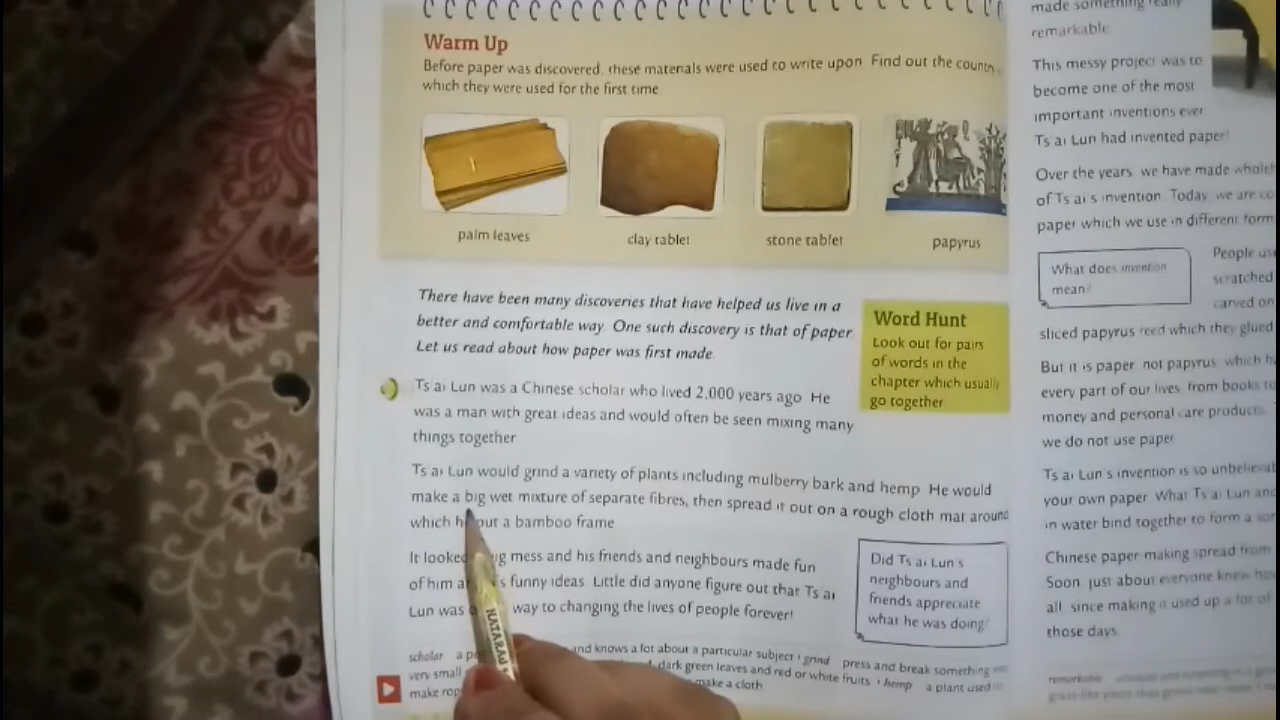 Warm Up
Before paper was discovered, these materials were used to write upon. Find out the country
which they were used for the first time
palm leaves
clay tablet
stone tablet
papyrus
There have been many discoveries that have helped us live in a
better and comfortable way. One such discovery is that of paper
Let us read about how paper was first made.
Word Hunt
Look out for pairs
of words in the
chapter which usually
go together
Ts'ai Lun was a Chinese scholar who lived 2,000 years ago. He
was a man with great ideas and would often be seen mixing many
things together
Ts'ai Lun would grind a variety of plants including mulberry bark and hemp. He would
make a big wet mixture of separate fibres, then spread it out on a rough cloth mat around
which he put a bamboo frame
It looked big mess and his friends and neighbours made fun
of him funny ideas. Little did anyone figure out that Ts'ai
Lun was way to changing the lives of people forever!
Did Ts'ai Lun's
neighbours and
friends appreciate
what he was doing?
scholar a and knows a lot about a particular subject grind press and break something
very small dark green leaves and red or white fruits hemp a plant used
make make a cloth
NATARAJ
made something really
remarkable.
This messy project was to
become one of the most
important inventions ever.
Ts'ai Lun had invented paper!
Over the years, we have made
of Ts'ai's invention. Today, we are
paper which we use in different
What does invention
mean?
People
scratched
carved on
sliced papyrus reed which they glued
But it is paper, not papyrus, which
every part of our lives, from books
money and personal care products.
we do not use paper
Ts'ai Lun's invention is so
your own paper. What Ts'ai Lun
in water bind together to form a
Chinese paper-making spread from
Soon, just about everyone knew
all, since making it used up a lot of
those days.
remarkable